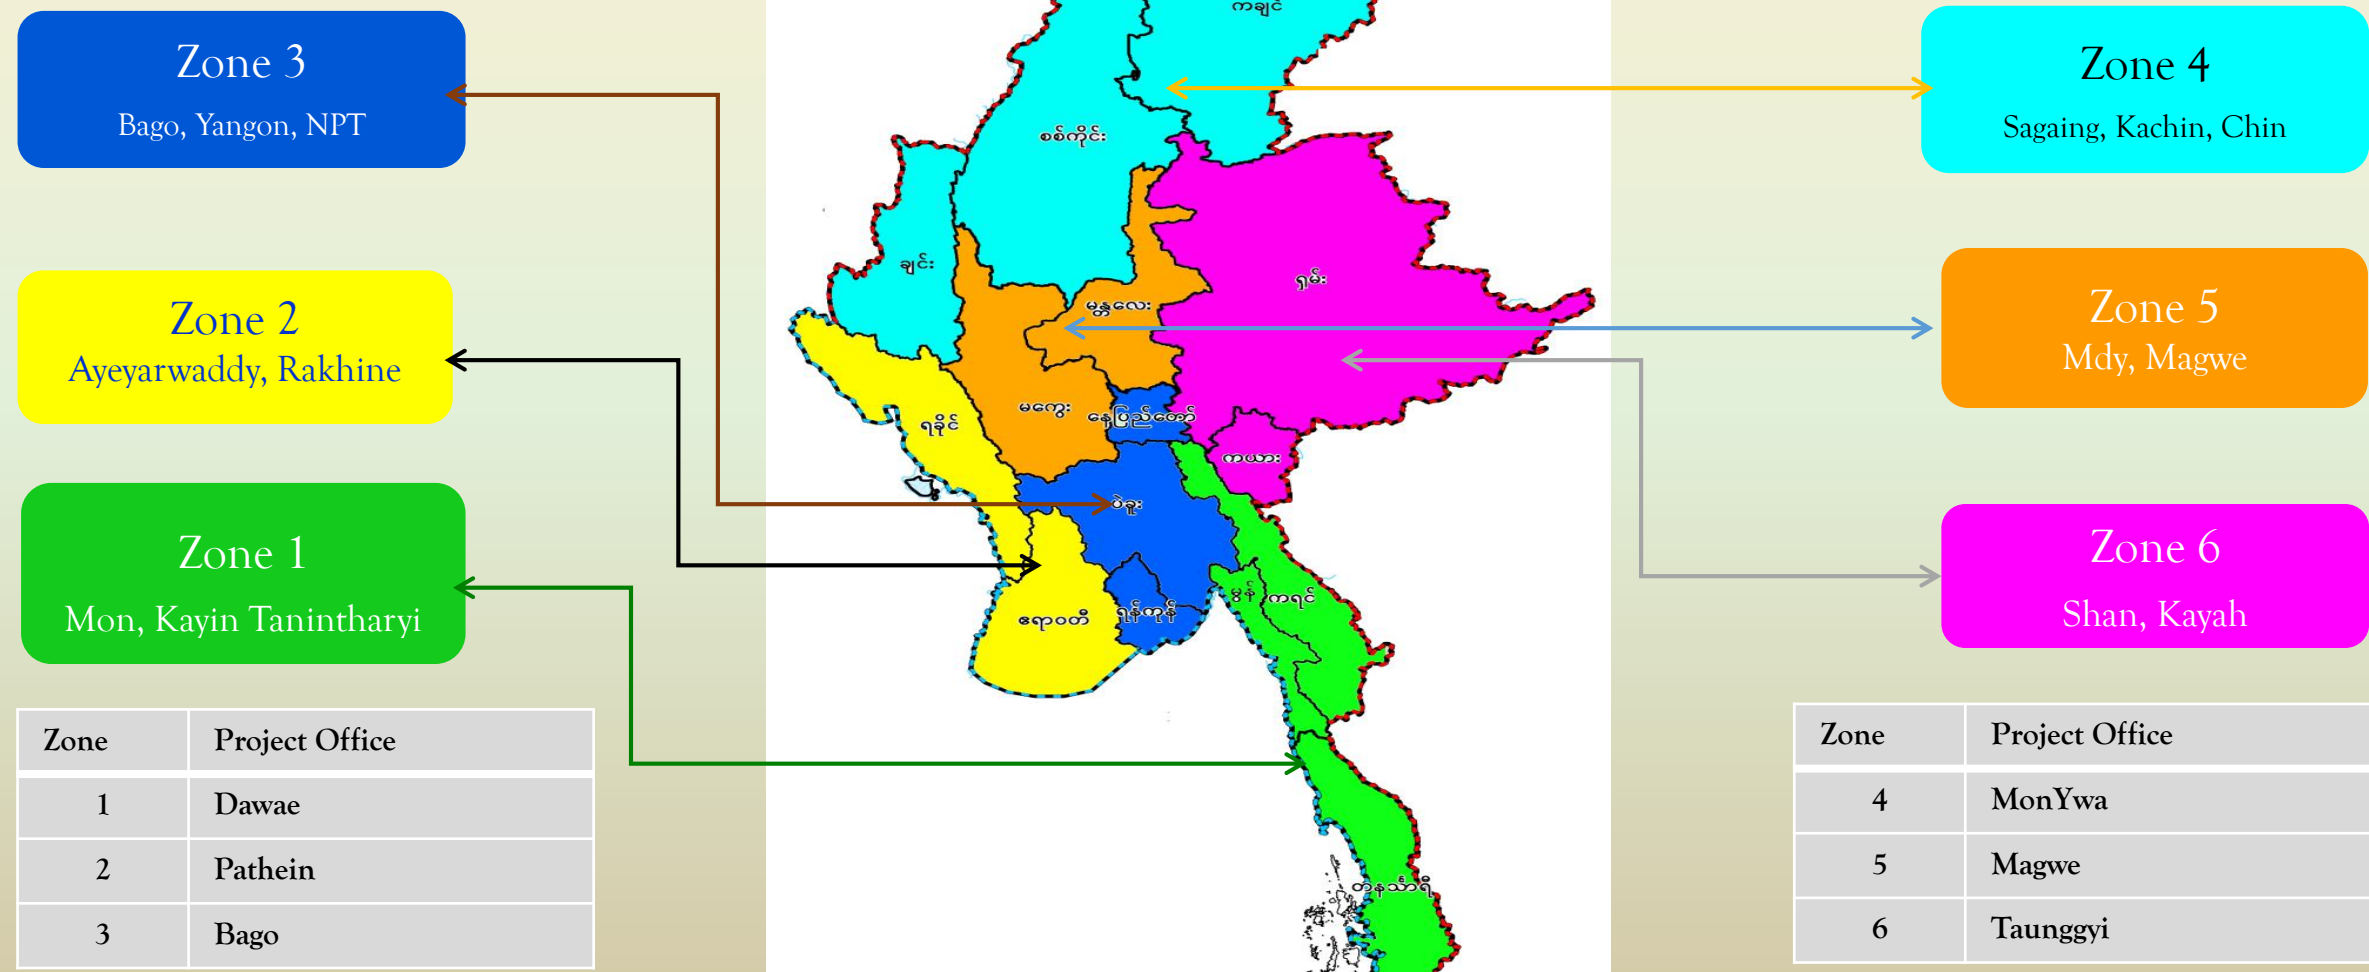 Zone 3
Bago, Yangon, NPT
Zone 2
Ayeyarwaddy, Rakhine
Zone 1
Mon, Kayin Tanintharyi
Zone Project Office
1 Dawae
2 Pathein
3 Bago
ကချင်
စစ်ကိုင်း
ချင်း
ရှမ်း
မန္တလေး
မကွေး
နေပြည်တော်
ရခိုင်
ကယား
ပဲခူး
မွန်
ကရင်
ဧရာဝတီ
ရန်ကုန်
တနင်္သာရီ
Zone 4
Sagaing, Kachin, Chin
Zone 5
Mdy, Magwe
Zone 6
Shan, Kayah
Zone Project Office
4 MonYwa
5 Magwe
6 Taunggyi